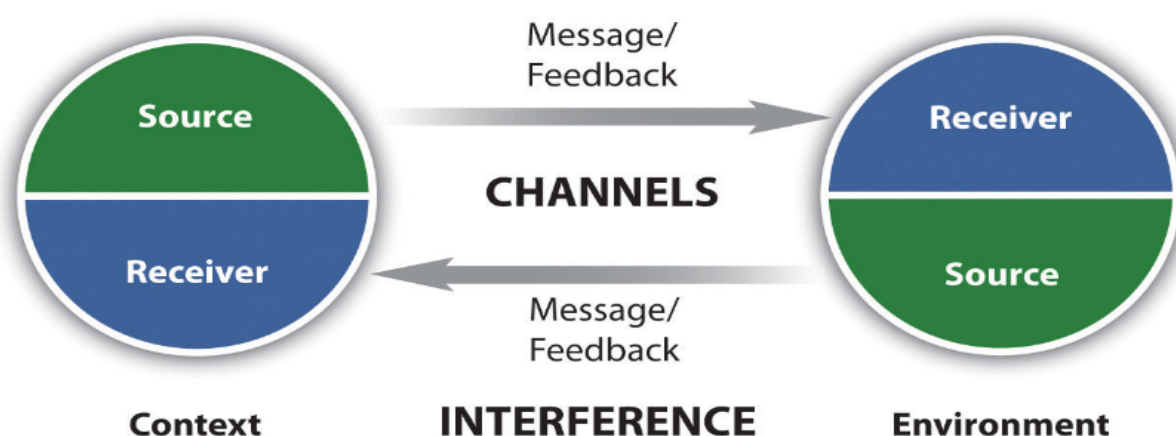 Message/
Feedback
Source
Receiver
CHANNELS
Receiver
Source
Message/
Feedback
Context
INTERFERENCE
Environment